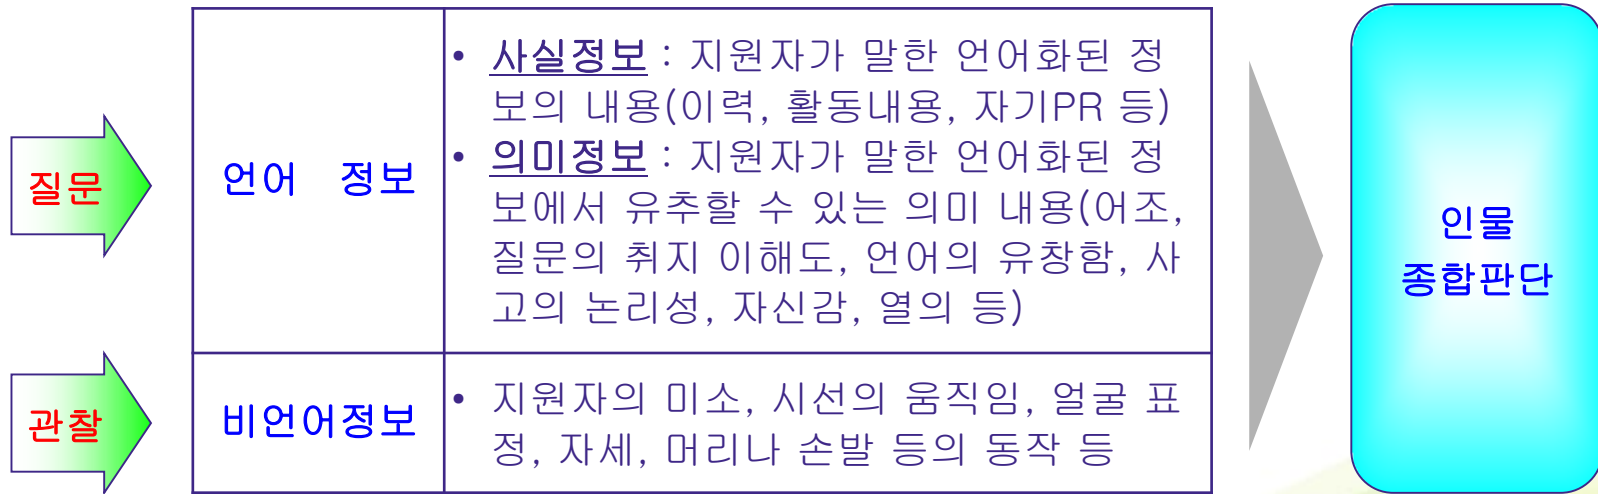 질문
언어 정보
• 사실정보 : 지원자가 말한 언어화된 정
보의 내용(이력, 활동내용, 자기PR 등)
• 의미정보 : 지원자가 말한 언어화된 정
보에서 유추할 수 있는 의미 내용(어조,
질문의 취지 이해도, 언어의 유창함, 사
고의 논리성, 자신감, 열의 등)
관찰
비언어정보
• 지원자의 미소, 시선의 움직임, 얼굴 표
정, 자세, 머리나 손발 등의 동작 등
인물
종합판단